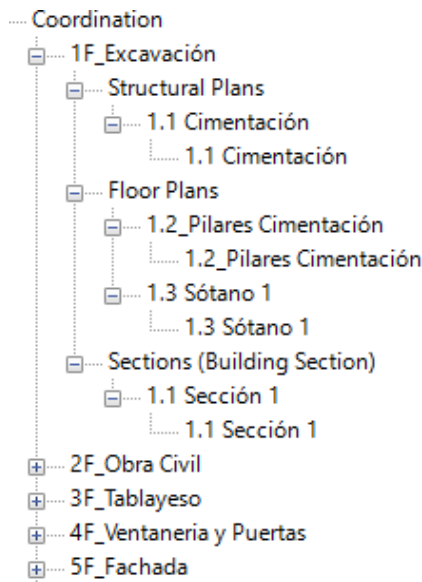 Coordination
1F_Excavación
Structural Plans
1.1 Cimentación
1.1 Cimentación
Floor Plans
1.2_Pilares Cimentación
1.2_Pilares Cimentación
1.3 Sótano 1
1.3 Sótano 1
Sections (Building Section)
1.1 Sección 1
1.1 Sección 1
2F_Obra Civil
3F_Tablayeso
4F_Ventaneria y Puertas
5F_Fachada